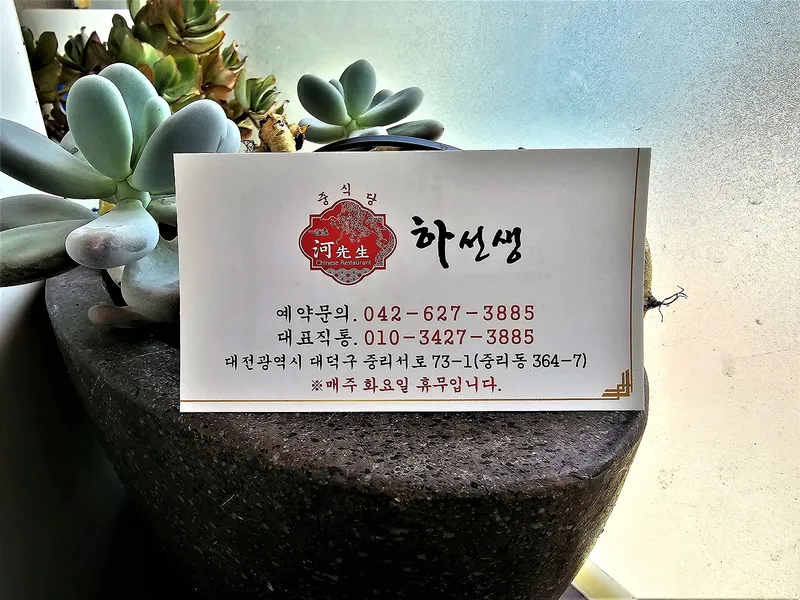 중식당
河先生
Chinese Restaurant
하선생
예약문의. 042-627-3885
대표직통. 010-3427-3885
대전광역시 대덕구 중리서로 73-1(중리동 364-7)
※매주 화요일 휴무입니다.